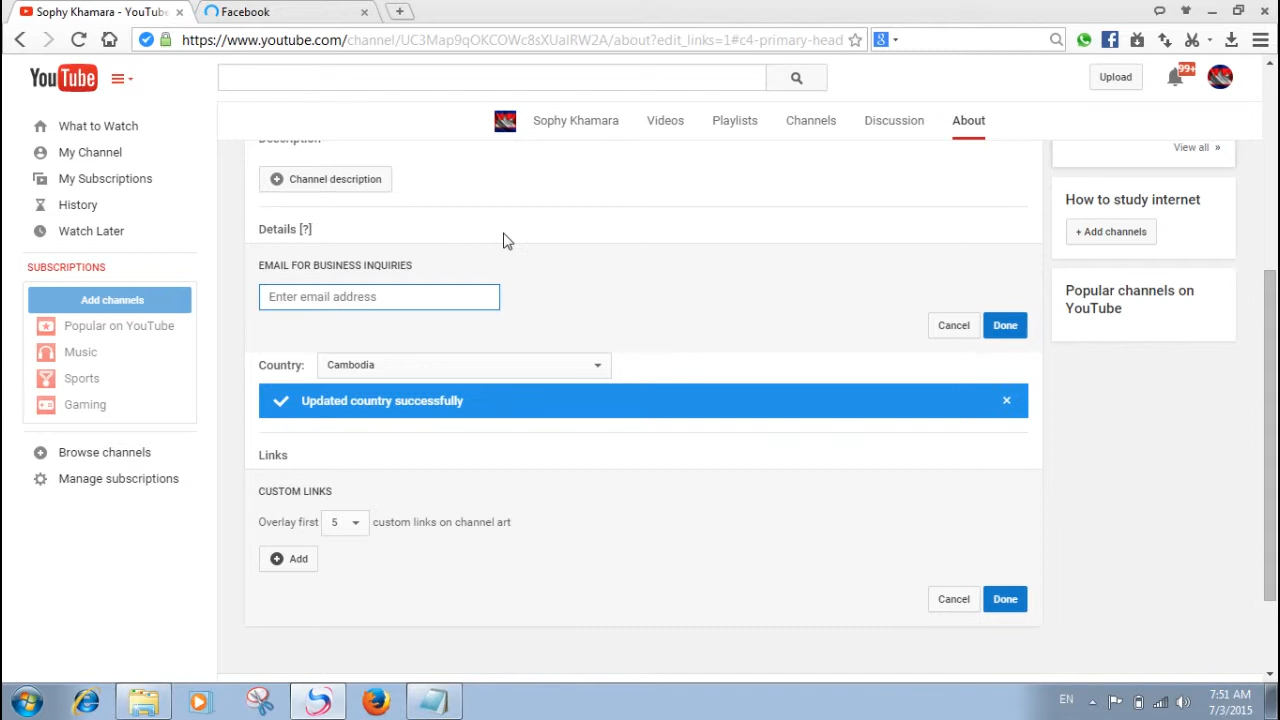 Sophy Khamara - YouTube
Facebook
https://www.youtube.com/channel/UC3Map9qOKCOWc8sXUaIRW2A/about?edit_links=1#c4-primary-head
8
YouTube
Upload
99+
Sophy Khamara
Videos
Playlists
Channels
Discussion
About
What to Watch
My Channel
My Subscriptions
History
Watch Later
SUBSCRIPTIONS
Add channels
Popular on YouTube
Music
Sports
Gaming
Browse channels
Manage subscriptions
Description
Channel description
Details [?]
EMAIL FOR BUSINESS INQUIRIES
Enter email address
Cancel
Done
Country:
Cambodia
Updated country successfully
Links
CUSTOM LINKS
Overlay first 5 custom links on channel art
Add
Cancel
Done
View all »
How to study internet
+ Add channels
Popular channels on
YouTube
EN
7:51 AM
7/3/2015